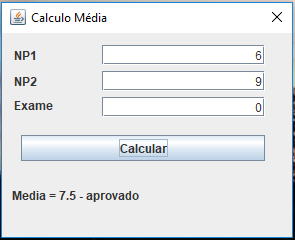 Calculo Média
NP1 6
NP2 9
Exame 0
Calcular
Media = 7.5 - aprovado